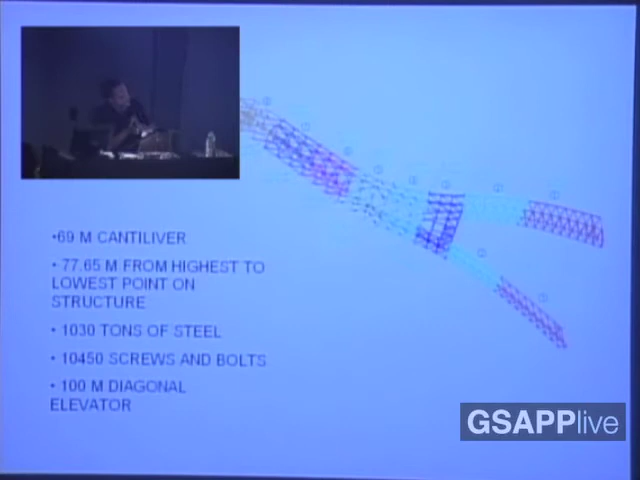 •69 M CANTILIVER
• 77.65 M FROM HIGHEST TO
LOWEST POINT ON
STRUCTURE
• 1030 TONS OF STEEL
• 10450 SCREWS AND BOLTS
• 100 M DIAGONAL
ELEVATOR
GSAPPlive